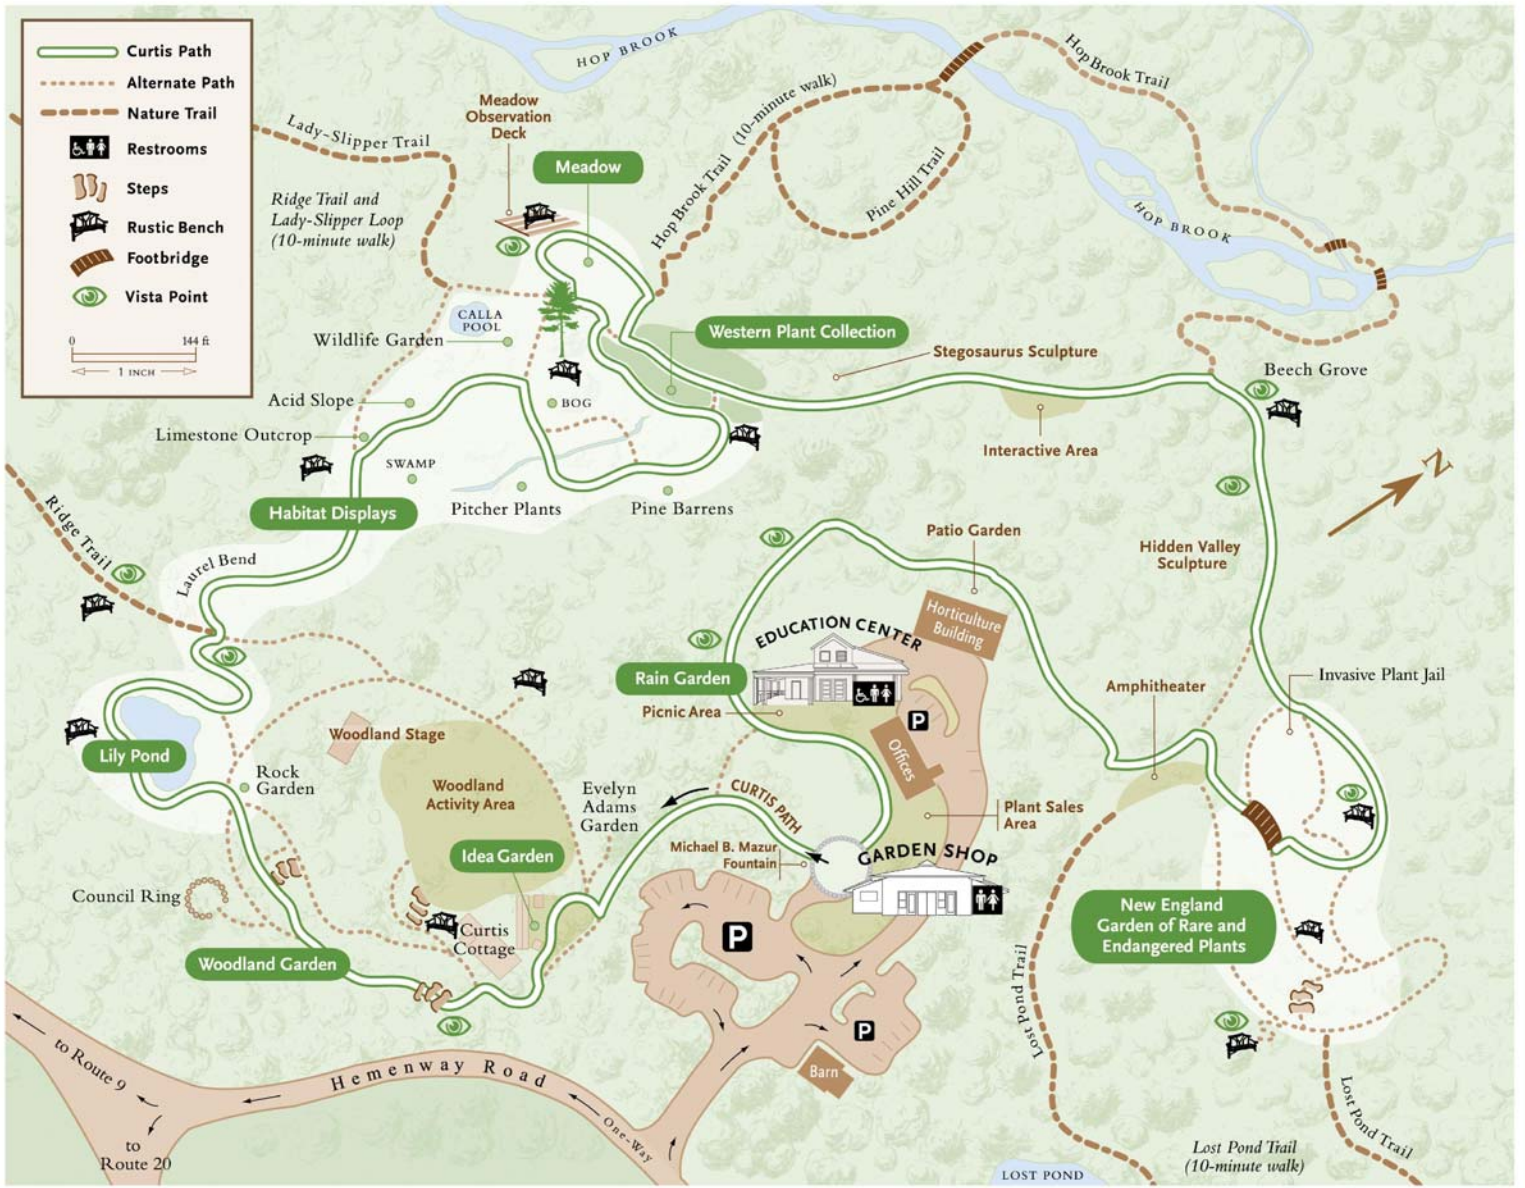 Curtis Path
Alternate Path
Nature Trail
Restrooms
Steps
Rustic Bench
Footbridge
Vista Point
0 144 ft
1 INCH
HOP BROOK
Hop Brook Trail
Meadow
Observation
Deck
Lady-Slipper Trail
Meadow
Hop Brook Trail (10-minute walk)
Pine Hill Trail
HOP BROOK
Ridge Trail and
Lady-Slipper Loop
(10-minute walk)
CALLA
POOL
Wildlife Garden
Western Plant Collection
Stegosaurus Sculpture
Beech Grove
Acid Slope
BOG
Limestone Outcrop
Interactive Area
SWAMP
N
Habitat Displays
Pitcher Plants
Pine Barrens
Ridge Trail
Laurel Bend
Patio Garden
Hidden Valley
Sculpture
Horticulture
Building
EDUCATION CENTER
Rain Garden
Picnic Area
P
Invasive Plant Jail
Amphitheater
Woodland Stage
Offices
Lily Pond
Rock
Garden
Woodland
Activity Area
Evelyn
Adams
Garden
CURTIS PATH
Plant Sales
Area
Michael B. Mazur
Fountain
GARDEN SHOP
Idea Garden
Council Ring
Curtis
Cottage
P
New England
Garden of Rare and
Endangered Plants
Woodland Garden
Lost Pond Trail
P
Barn
Hemenway Road
to Route 9
One-Way
to
Route 20
Lost Pond Trail
Lost Pond Trail
(10-minute walk)
LOST POND